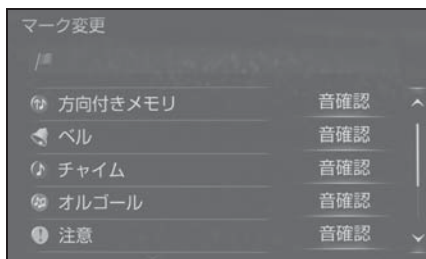 マーク変更
方向付きメモリ 音確認
ベル 音確認
チャイム 音確認
オルゴール 音確認
注意 音確認